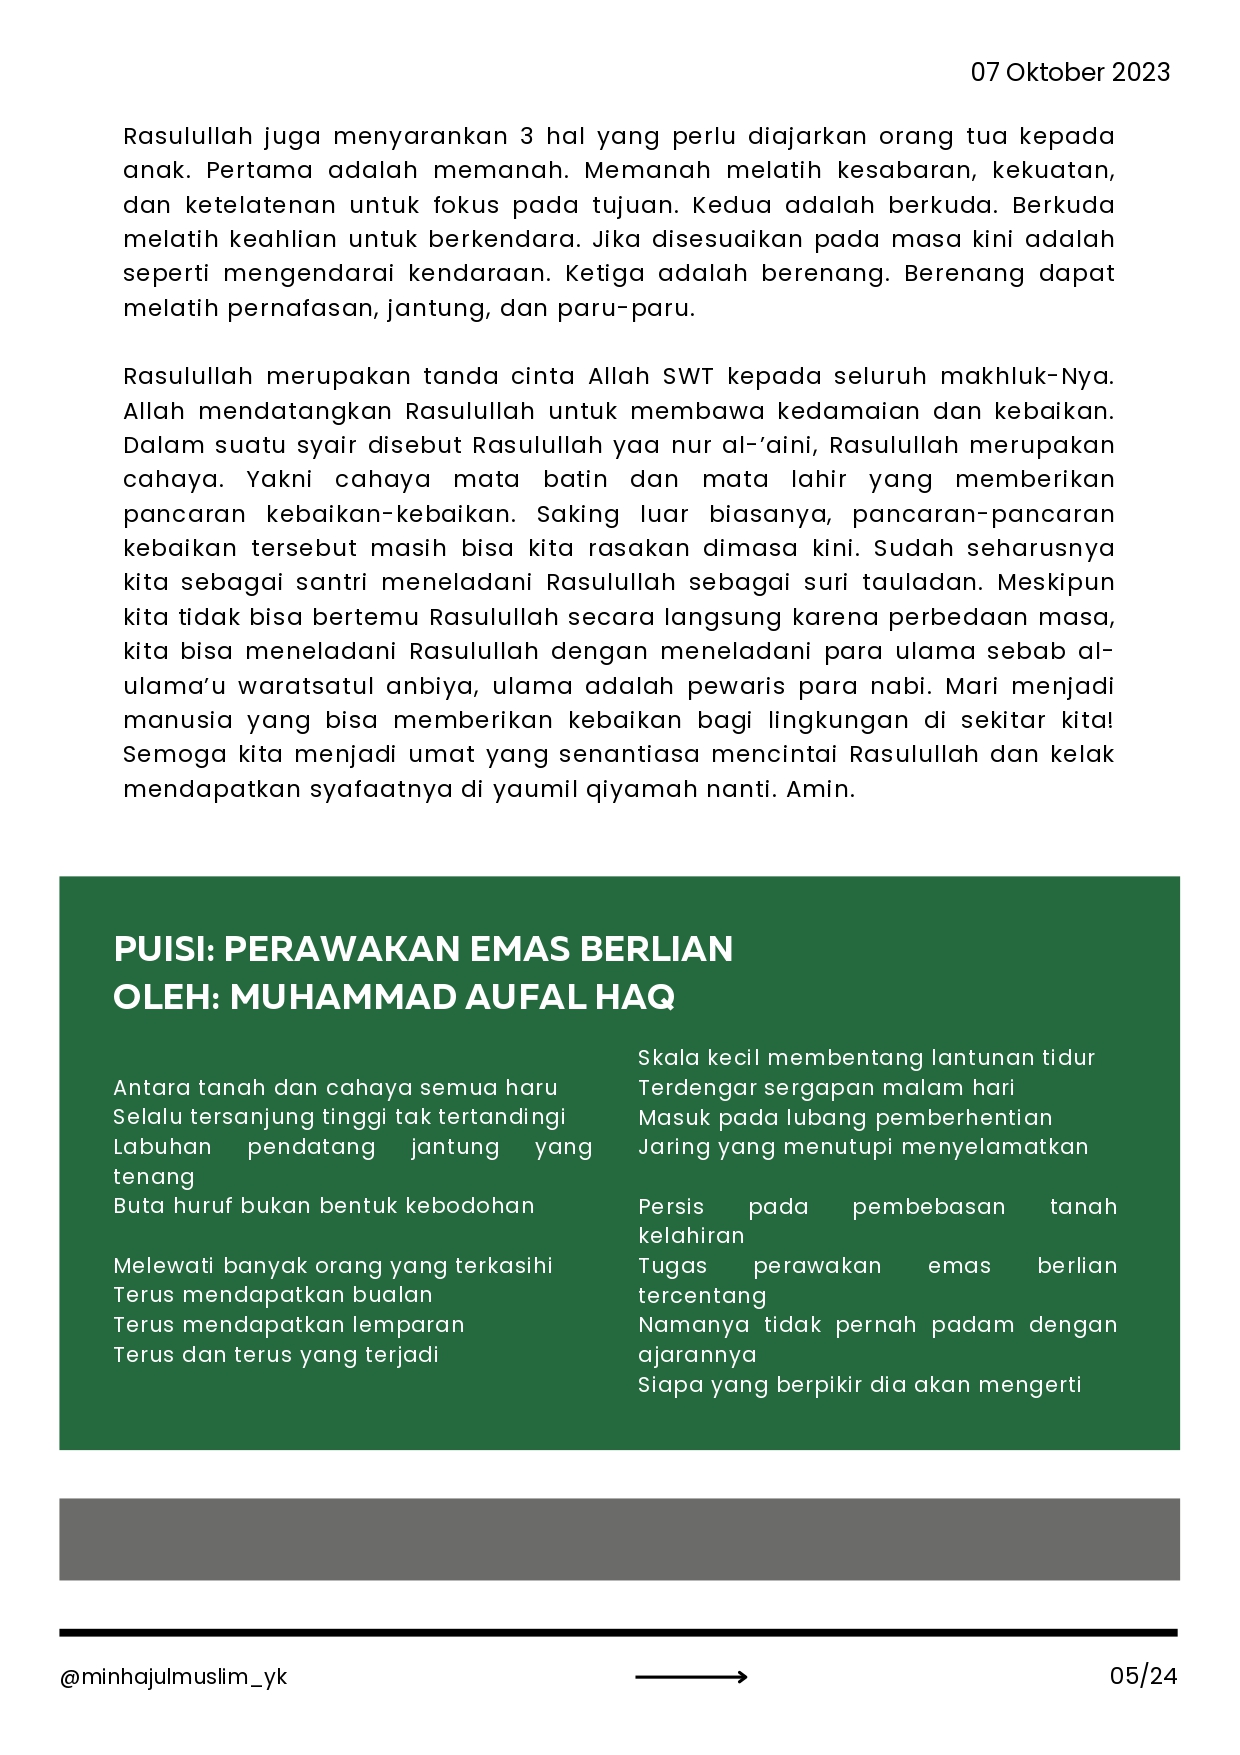 07 Oktober 2023
Rasulullah juga menyarankan 3 hal yang perlu diajarkan orang tua kepada
anak. Pertama adalah memanah. Memanah melatih kesabaran, kekuatan,
dan ketelatenan untuk fokus pada tujuan. Kedua adalah berkuda. Berkuda
melatih keahlian untuk berkendara. Jika disesuaikan pada masa kini adalah
seperti mengendarai kendaraan. Ketiga adalah berenang. Berenang dapat
melatih pernafasan, jantung, dan paru-paru.
Rasulullah merupakan tanda cinta Allah SWT kepada seluruh makhluk-Nya.
Allah mendatangkan Rasulullah untuk membawa kedamaian dan kebaikan.
Dalam suatu syair disebut Rasulullah yaa nur al-’aini, Rasulullah merupakan
cahaya. Yakni cahaya mata batin dan mata lahir yang memberikan
pancaran kebaikan-kebaikan. Saking luar biasanya, pancaran-pancaran
kebaikan tersebut masih bisa kita rasakan dimasa kini. Sudah seharusnya
kita sebagai santri meneladani Rasulullah sebagai suri tauladan. Meskipun
kita tidak bisa bertemu Rasulullah secara langsung karena perbedaan masa,
kita bisa meneladani Rasulullah dengan meneladani para ulama sebab al-
ulama’u waratsatul anbiya, ulama adalah pewaris para nabi. Mari menjadi
manusia yang bisa memberikan kebaikan bagi lingkungan di sekitar kita!
Semoga kita menjadi umat yang senantiasa mencintai Rasulullah dan kelak
mendapatkan syafaatnya di yaumil qiyamah nanti. Amin.
PUISI: PERAWAKAN EMAS BERLIAN
OLEH: MUHAMMAD AUFAL HAQ
Antara tanah dan cahaya semua haru
Selalu tersanjung tinggi tak tertandingi
Labuhan pendatang jantung yang
tenang
Buta huruf bukan bentuk kebodohan
Melewati banyak orang yang terkasihi
Terus mendapatkan bualan
Terus mendapatkan lemparan
Terus dan terus yang terjadi
Skala kecil membentang lantunan tidur
Terdengar sergapan malam hari
Masuk pada lubang pemberhentian
Jaring yang menutupi menyelamatkan
Persis pada pembebasan tanah
kelahiran
Tugas perawakan emas berlian
tercentang
Namanya tidak pernah padam dengan
ajarannya
Siapa yang berpikir dia akan mengerti
@minhajulmuslim_yk
05/24